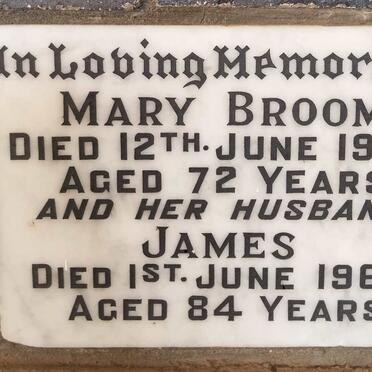 In Loving Memor
MARY BROOM
DIED 12TH. JUNE 19
AGED 72 YEARS
AND HER HUSBAN
JAMES
DIED 1ST. JUNE 196
AGED 84 YEARS